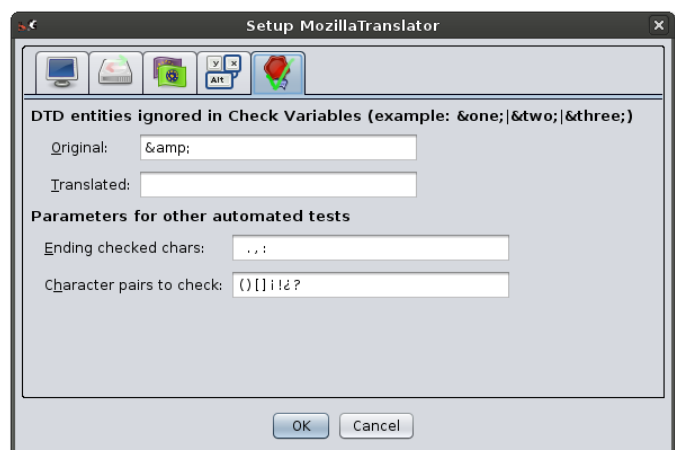 Setup MozillaTranslator
y x
Alt
DTD entities ignored in Check Variables (example: &one;|&two;|&three;)
Original: &amp;
Translated:
Parameters for other automated tests
Ending checked chars: .,:
Character pairs to check: ()[]¡!¿?
OK Cancel